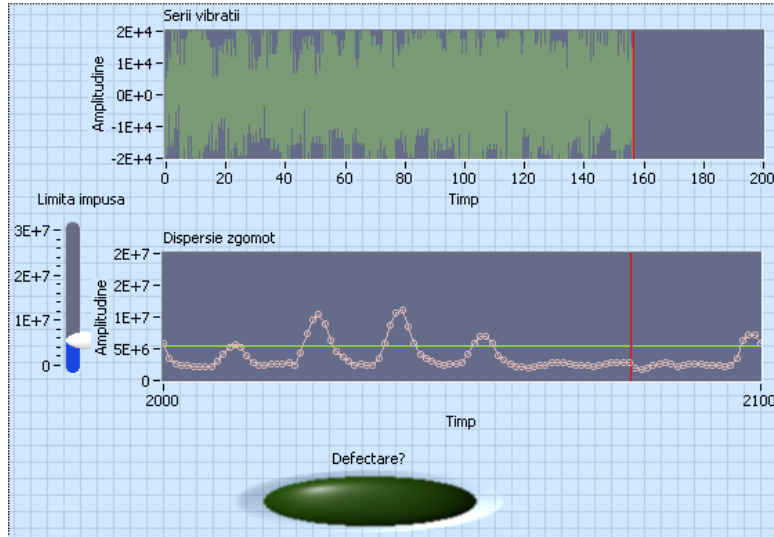 Serii vibratii
2E+4
1E+4
0E+0
-1E+4
-2E+4
Amplitudine
0 20 40 60 80 100 120 140 160 180 200
Timp
Limita impusa
3E+7
2E+7
1E+7
0
Dispersie zgomot
2E+7
2E+7
1E+7
5E+6
0
Amplitudine
2000 2100
Timp
Defectare?